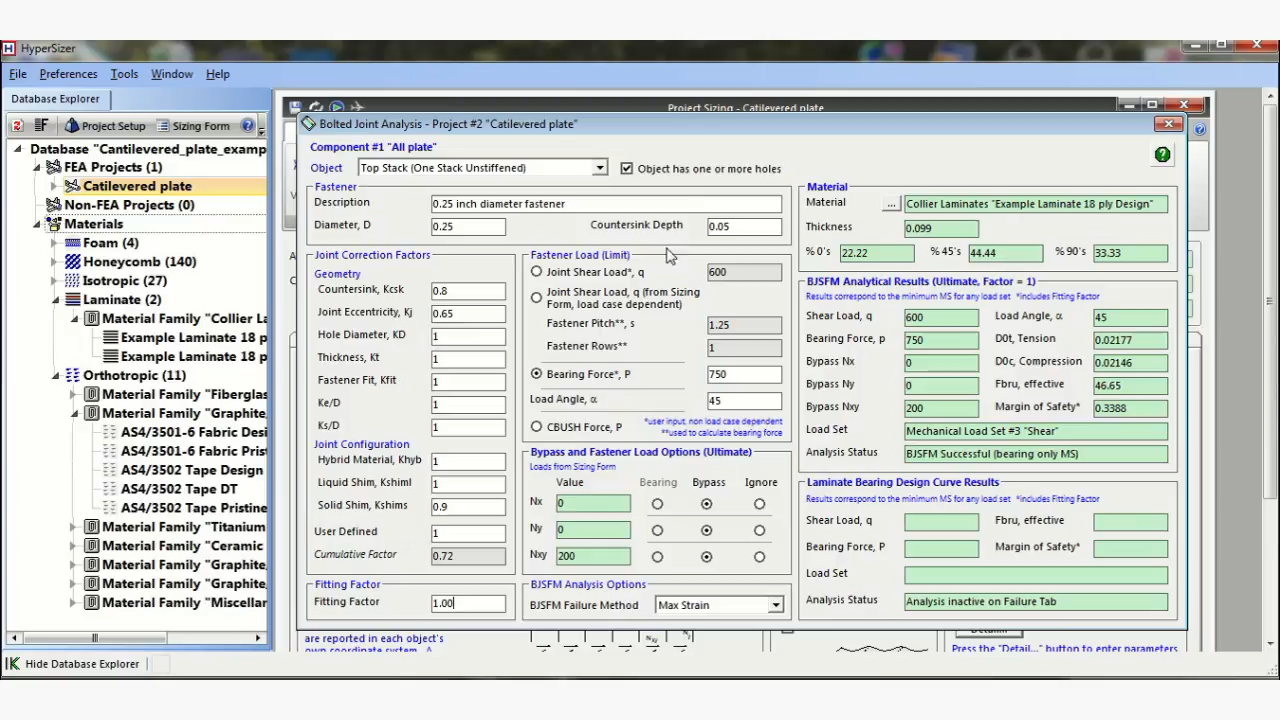 HyperSizer
File Preferences Tools Window Help
Database Explorer
Project Setup Sizing Form
Database "Cantilevered_plate_examp
FEA Projects (1)
Catilevered plate
Non-FEA Projects (0)
Materials
Foam (4)
Honeycomb (140)
Isotropic (27)
Laminate (2)
Material Family "Collier La
Example Laminate 18 p
Example Laminate 18 p
Orthotropic (11)
Material Family "Fiberglas
Material Family "Graphite,
AS4/3501-6 Fabric Desi
AS4/3501-6 Fabric Prist
AS4/3502 Tape Design
AS4/3502 Tape DT
AS4/3502 Tape Pristine
Material Family "Titanium
Material Family "Ceramic
Material Family "Graphite,
Material Family "Graphite,
Material Family "Miscellar
Hide Database Explorer
Project Sizing - Catilevered plate
Bolted Joint Analysis - Project #2 "Catilevered plate"
Component #1 "All plate"
Object Top Stack (One Stack Unstiffened) Object has one or more holes
Fastener
Description 0.25 inch diameter fastener
Diameter, D 0.25 Countersink Depth 0.05
Joint Correction Factors
Geometry
Countersink, Kcsk 0.8
Joint Eccentricity, Kj 0.65
Hole Diameter, KD 1
Thickness, Kt 1
Fastener Fit, Kfit 1
Ke/D 1
Ks/D 1
Joint Configuration
Hybrid Material, Khyb 1
Liquid Shim, Kshiml 1
Solid Shim, Kshims 0.9
User Defined 1
Cumulative Factor 0.72
Fitting Factor
Fitting Factor 1.00
Fastener Load (Limit)
Joint Shear Load*, q 600
Joint Shear Load, q (from Sizing
Form, load case dependent)
Fastener Pitch**, s 1.25
Fastener Rows** 1
Bearing Force*, P 750
Load Angle, α 45
*user input, non load case dependent
**used to calculate bearing force
CBUSH Force, P
Bypass and Fastener Load Options (Ultimate)
Loads from Sizing Form
Value Bearing Bypass Ignore
Nx 0
Ny 0
Nxy 200
BJSFM Analysis Options
BJSFM Failure Method Max Strain
Material
Material ... Collier Laminates "Example Laminate 18 ply Design"
Thickness 0.099
% 0's 22.22 % 45's 44.44 % 90's 33.33
BJSFM Analytical Results (Ultimate, Factor = 1)
Results correspond to the minimum MS for any load set *includes Fitting Factor
Shear Load, q 600 Load Angle, α 45
Bearing Force, p 750 D0t, Tension 0.02177
Bypass Nx 0 D0c, Compression 0.02146
Bypass Ny 0 Fbru, effective 46.65
Bypass Nxy 200 Margin of Safety* 0.3388
Load Set Mechanical Load Set #3 "Shear"
Analysis Status BJSFM Successful (bearing only MS)
Laminate Bearing Design Curve Results
Results correspond to the minimum MS for any load set *includes Fitting Factor
Shear Load, q Fbru, effective
Bearing Force, P Margin of Safety*
Load Set
Analysis Status Analysis inactive on Failure Tab
are reported in each object's
own coordinate system.
Nxy
Press the "Detail..." button to enter parameters